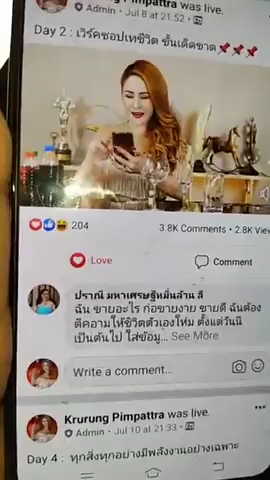 Krurung Pimpattra was live.
Admin · Jul 8 at 21:52 ·
Day 2 : เวิร์คชอปเทชีวิต ขั้นเด็ดขาด📌📌📌
204
3.8K Comments • 2.8K Views
Love
Comment
ปราณี มหาเศรษฐีหมื่นล้าน สิ
ฉัน ขายอะไร ก่อขายงาย ขายดี ฉันต้อง
ตีความให้ชีวิตตัวเองใหม่ ตั้งแต่วันนี้
เป็นต้นไป ใส่ข้อมู... See More
Write a comment...
Krurung Pimpattra was live.
Admin · Jul 10 at 21:33 ·
Day 4 : ทุกสิ่งทุกอย่างมีพลังงานอย่างเฉพาะ